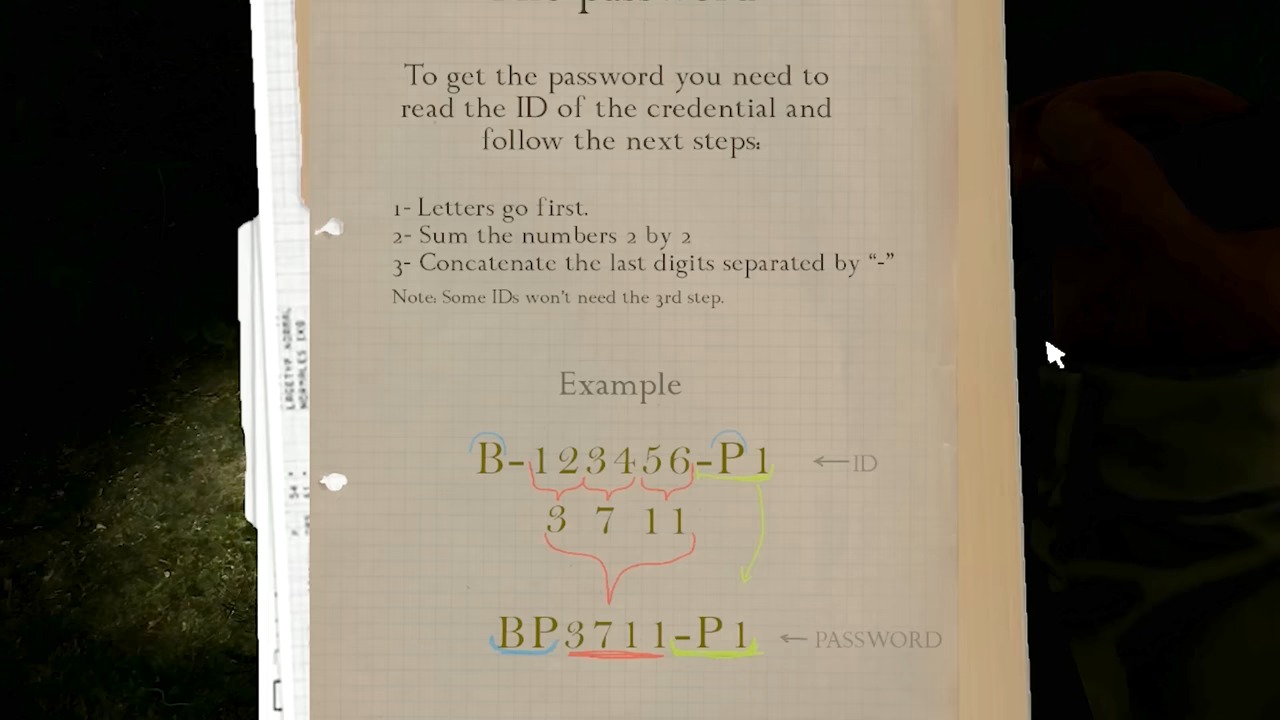 The password
To get the password you need to
read the ID of the credential and
follow the next steps:
1- Letters go first.
2- Sum the numbers 2 by 2
3- Concatenate the last digits separated by “-”
Note: Some IDs won't need the 3rd step.
Example
B-123456-P1 ←ID
3 7 11
BP3711-P1 ← PASSWORD